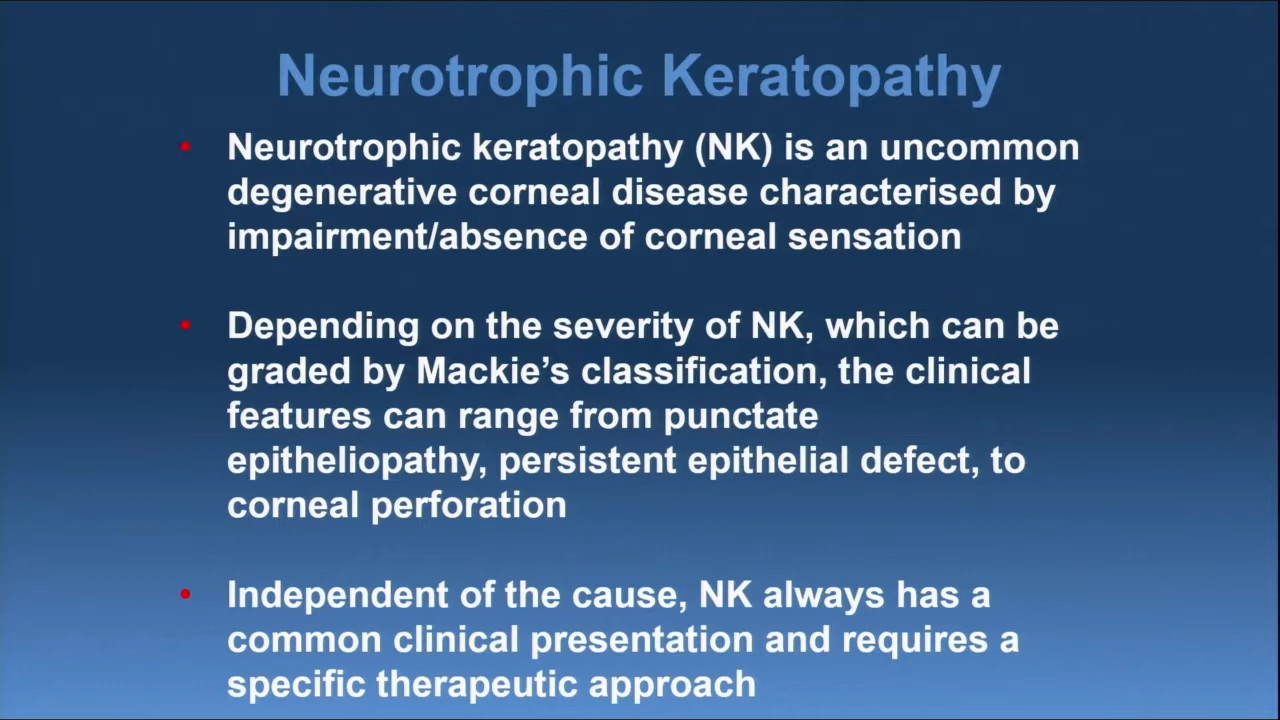 Neurotrophic Keratopathy
• Neurotrophic keratopathy (NK) is an uncommon
degenerative corneal disease characterised by
impairment/absence of corneal sensation
• Depending on the severity of NK, which can be
graded by Mackie’s classification, the clinical
features can range from punctate
epitheliopathy, persistent epithelial defect, to
corneal perforation
• Independent of the cause, NK always has a
common clinical presentation and requires a
specific therapeutic approach